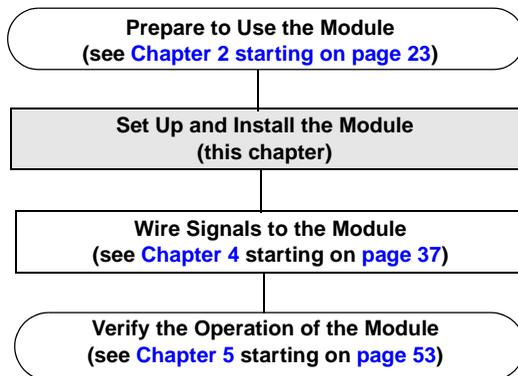 Prepare to Use the Module
(see Chapter 2 starting on page 23)
Set Up and Install the Module
(this chapter)
Wire Signals to the Module
(see Chapter 4 starting on page 37)
Verify the Operation of the Module
(see Chapter 5 starting on page 53)